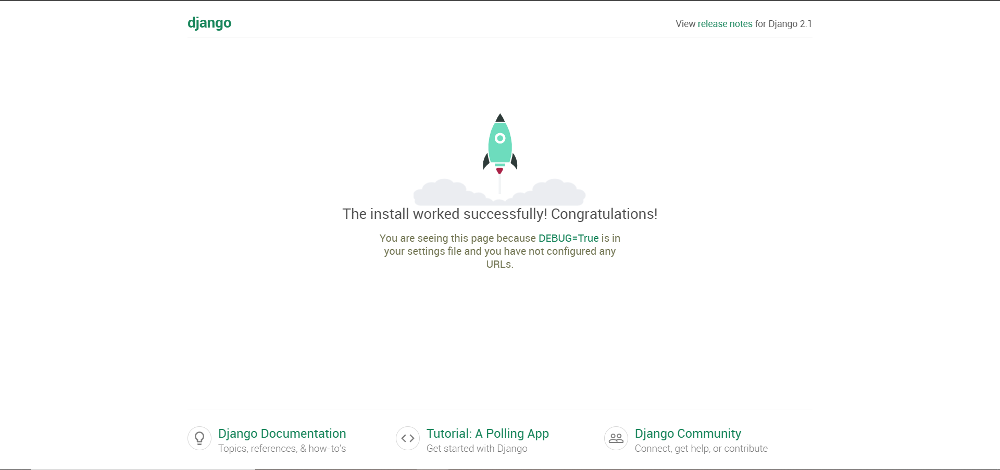 django
View release notes for Django 2.1
The install worked successfully! Congratulations!
You are seeing this page because DEBUG=True is in
your settings file and you have not configured any
URLs.
Django Documentation
Topics, references, & how-to's
Tutorial: A Polling App
Get started with Django
Django Community
Connect, get help, or contribute